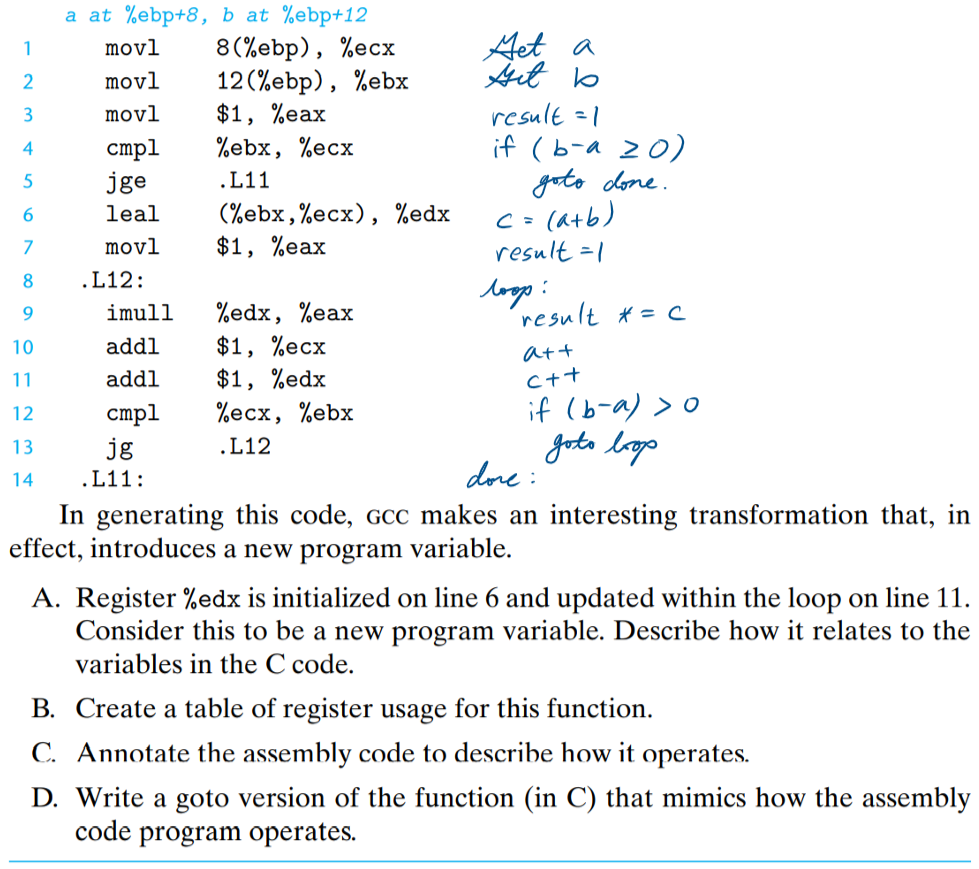 a at %ebp+8, b at %ebp+12
1 movl 8(%ebp), %ecx Get a
2 movl 12(%ebp), %ebx Get b
3 movl $1, %eax result =1
4 cmpl %ebx, %ecx if (b-a ≥0)
5 jge .L11 goto done.
6 leal (%ebx,%ecx), %edx c = (a+b)
7 movl $1, %eax result =1
8 .L12: loop:
9 imull %edx, %eax result *= c
10 addl $1, %ecx a++
11 addl $1, %edx c++
12 cmpl %ecx, %ebx if (b-a) > 0
13 jg .L12 goto loop
14 .L11: done:
In generating this code, GCC makes an interesting transformation that, in
effect, introduces a new program variable.
A. Register %edx is initialized on line 6 and updated within the loop on line 11.
Consider this to be a new program variable. Describe how it relates to the
variables in the C code.
B. Create a table of register usage for this function.
C. Annotate the assembly code to describe how it operates.
D. Write a goto version of the function (in C) that mimics how the assembly
code program operates.